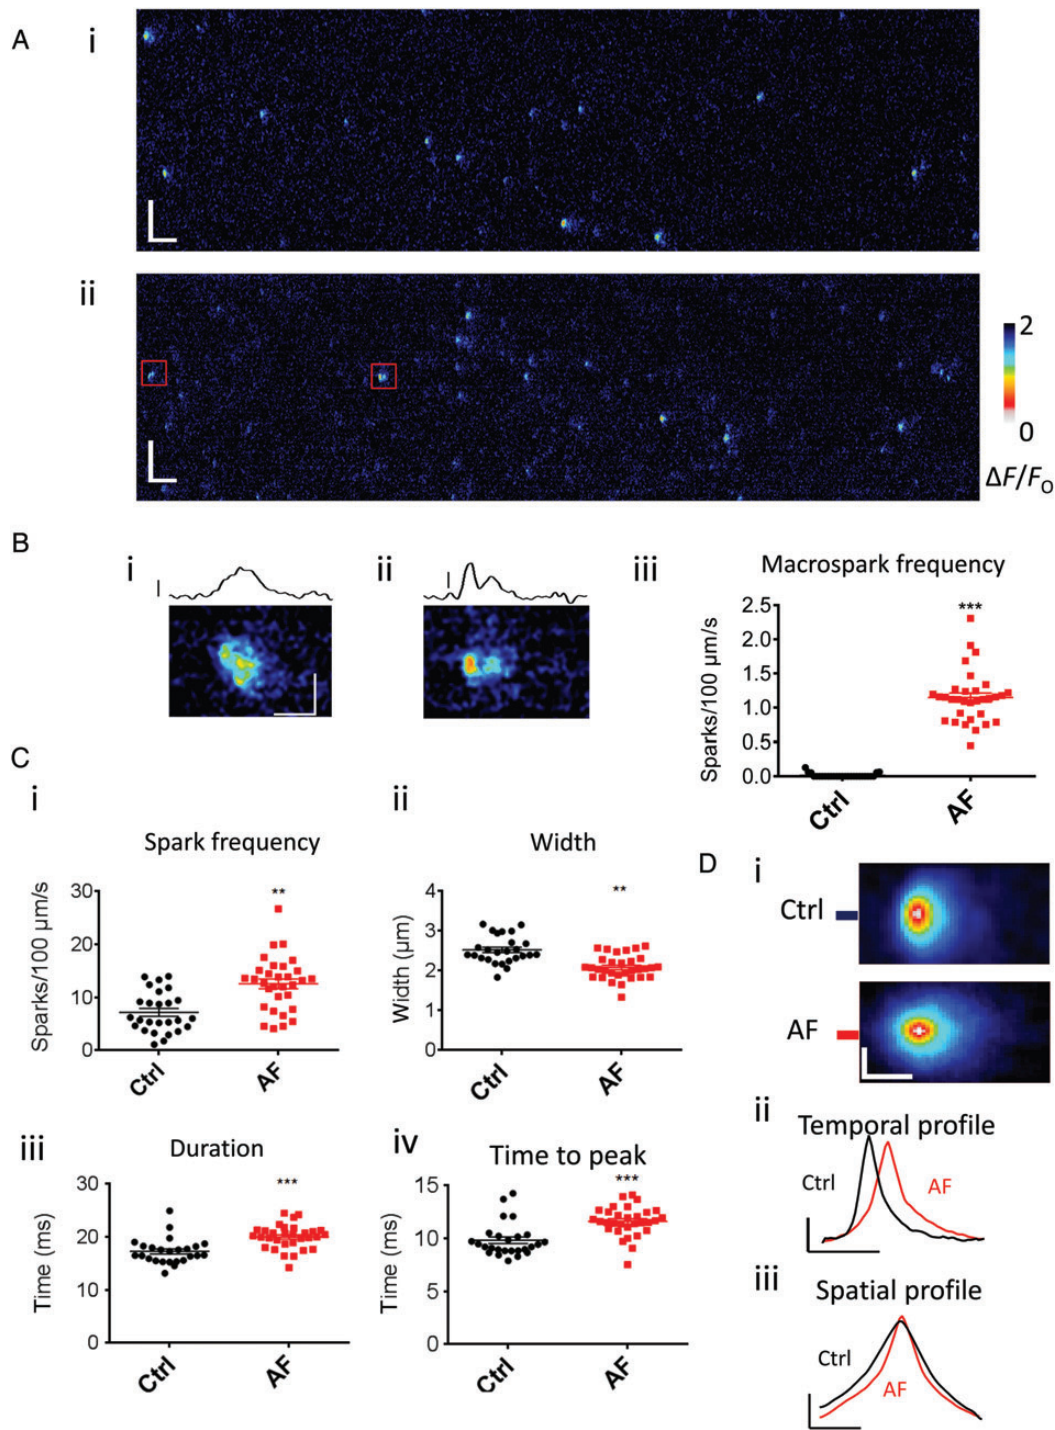 A
i
ii
2
0
ΔF/F₀
B
i
ii
iii
Macrospark frequency
Sparks/100 µm/s
2.5
2.0
1.5
1.0
0.5
0.0
***
Ctrl
AF
C
i
Spark frequency
Sparks/100 µm/s
30
20
10
0
**
Ctrl
AF
ii
Width
Width (µm)
4
3
2
1
0
**
Ctrl
AF
iii
Duration
Time (ms)
30
20
10
0
***
Ctrl
AF
iv
Time to peak
Time (ms)
15
10
5
0
***
Ctrl
AF
D
i
Ctrl
AF
ii
Temporal profile
Ctrl
AF
iii
Spatial profile
Ctrl
AF